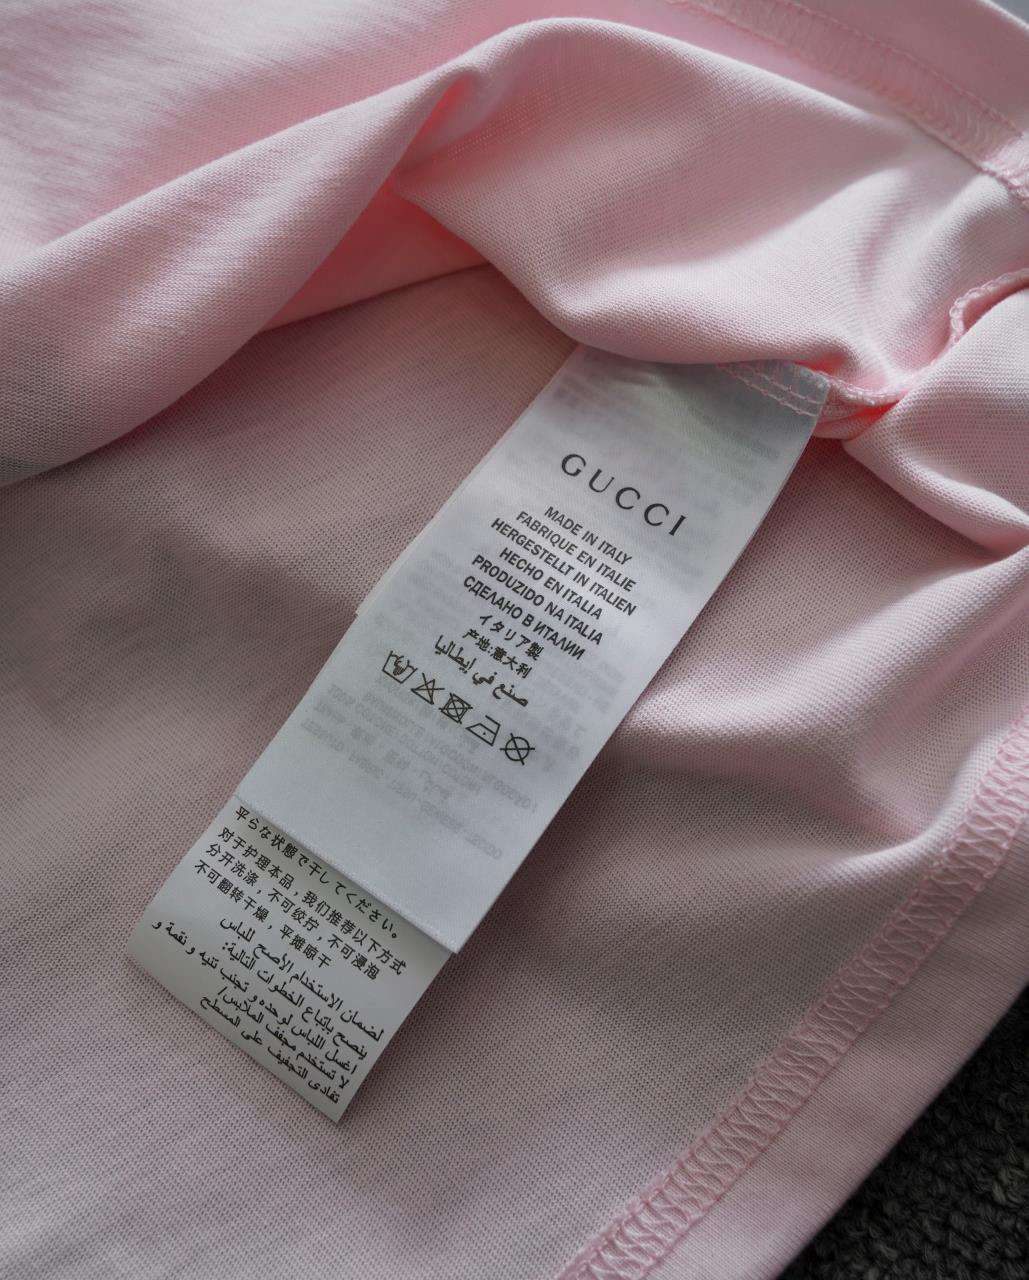 GUCCI
MADE IN ITALY
FABRIQUE EN ITALIE
HERGESTELLT IN ITALIEN
HECHO EN ITALIA
PRODUZIDO NA ITALIA
СДЕЛАНО В ИТАЛИИ
イタリア製
产地:意大利
صنع في إيطاليا
平らな状態で干してください。
对于护理本品，我们推荐以下方式
分开洗涤，不可绞拧，不可浸泡
不可翻转干燥，平摊晾干
لضمان الاستخدام الأصح للباس
ينصح بإتباع الخطوات التالية:
اغسل اللباس لوحده و تجنب تنيه و نقمة و
لا تستخدم مجفف الملابس/
تفادى التجفيف على المسطح